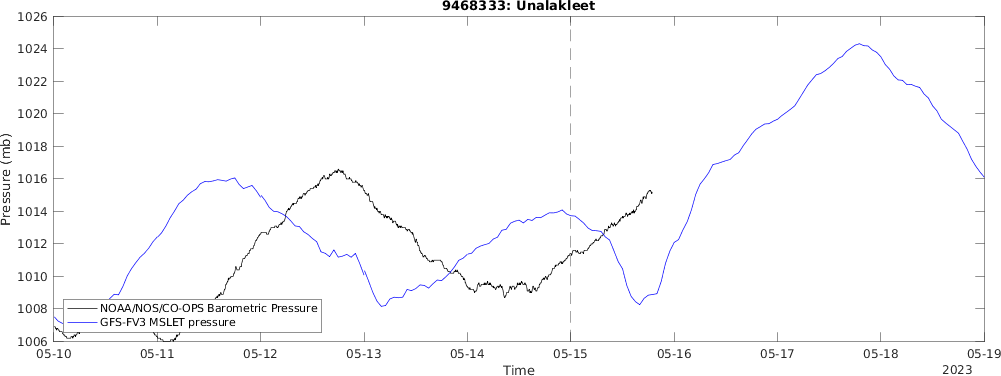 9468333: Unalakleet
1026
1024
1022
1020
1018
1016
1014
1012
1010
1008
1006
Pressure (mb)
NOAA/NOS/CO-OPS Barometric Pressure
GFS-FV3 MSLET pressure
05-10 05-11 05-12 05-13 05-14 05-15 05-16 05-17 05-18 05-19
Time
2023